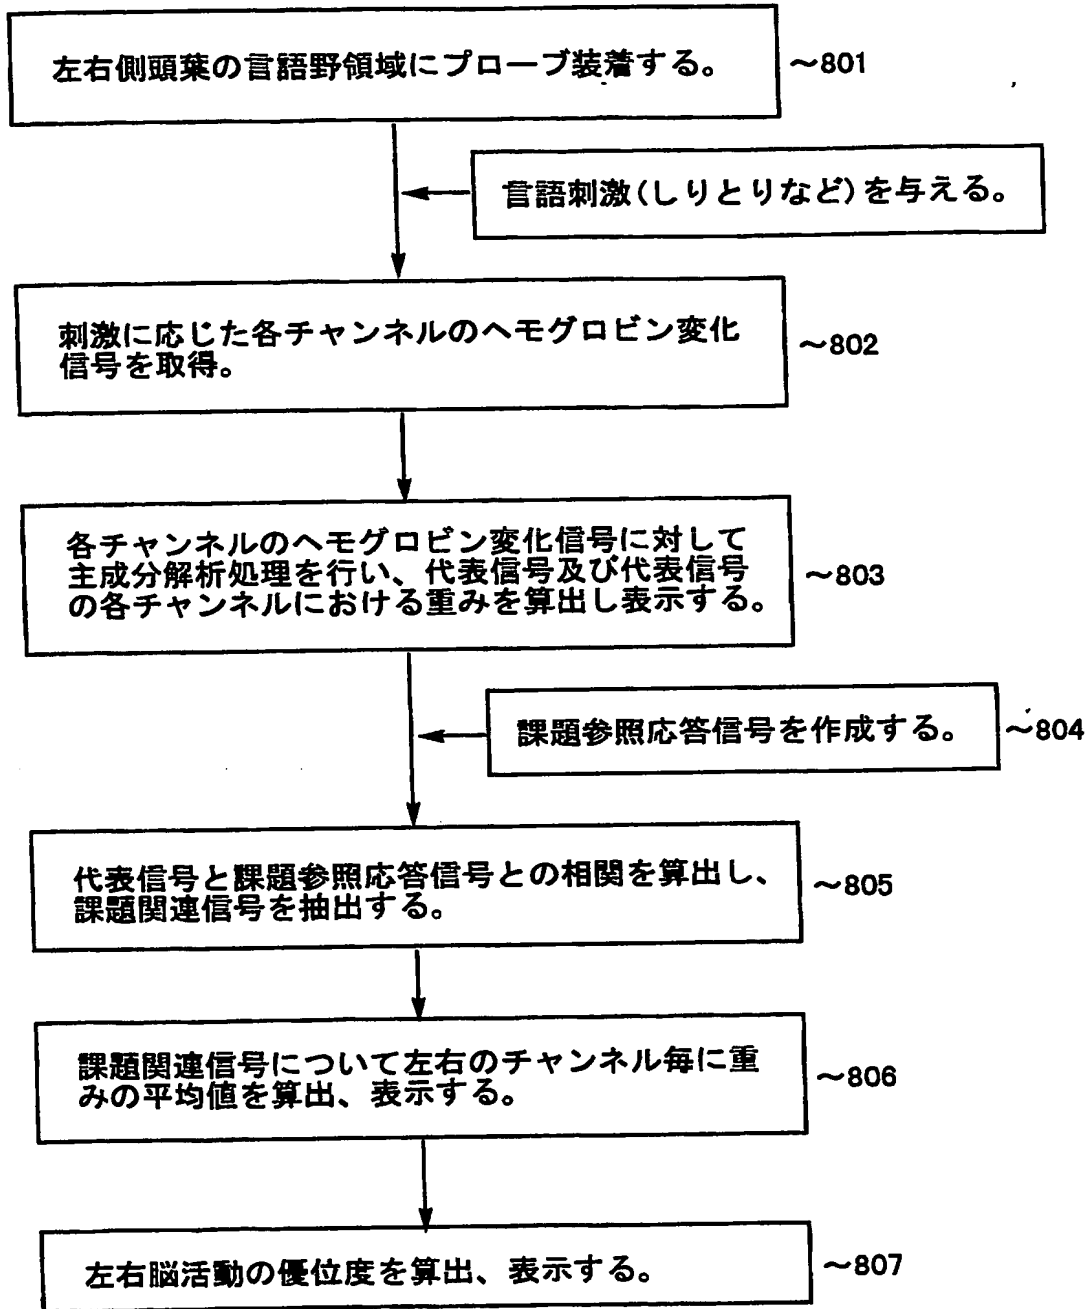 左右側頭葉の言語野領域にプローブ装着する。
～801
言語刺激(しりとりなど)を与える。
刺激に応じた各チャンネルのヘモグロビン変化
信号を取得。
～802
各チャンネルのヘモグロビン変化信号に対して
主成分解析処理を行い、代表信号及び代表信号
の各チャンネルにおける重みを算出し表示する。
～803
課題参照応答信号を作成する。
～804
代表信号と課題参照応答信号との相関を算出し、
課題関連信号を抽出する。
～805
課題関連信号について左右のチャンネル毎に重
みの平均値を算出、表示する。
～806
左右脳活動の優位度を算出、表示する。
～807